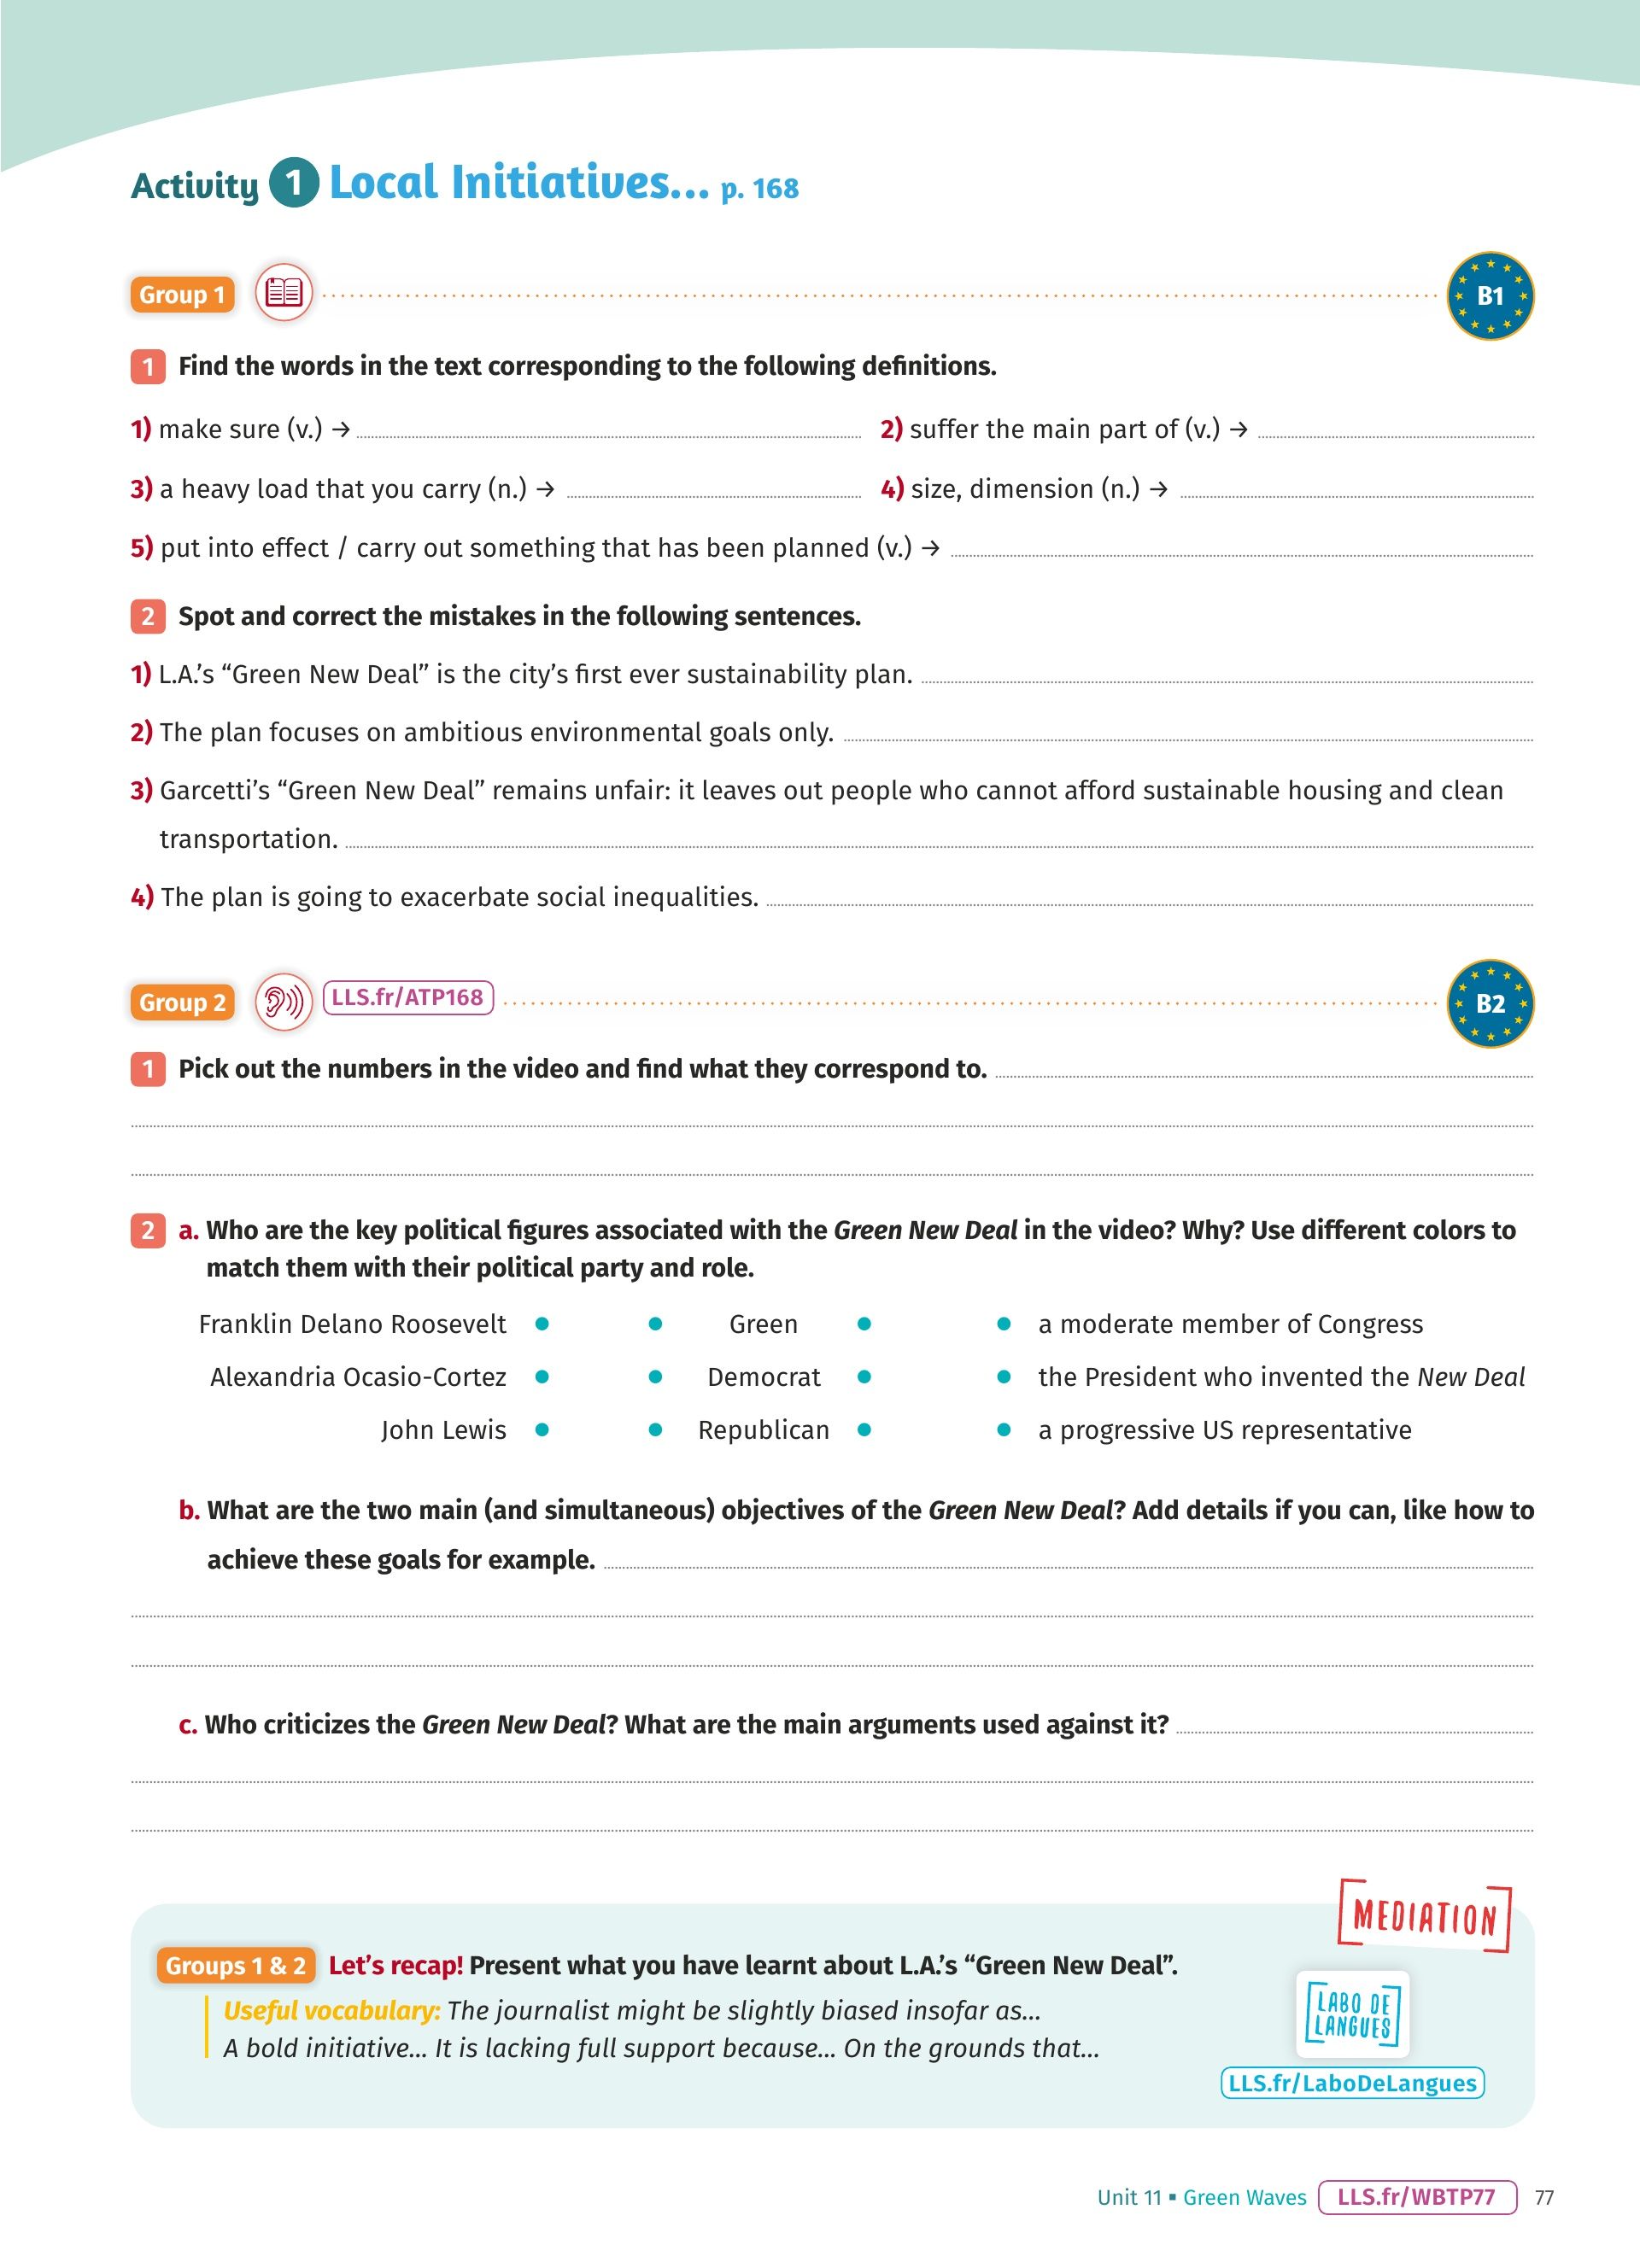 Activity 1 Local Initiatives... p. 168
Group 1
B1
1 Find the words in the text corresponding to the following definitions.
1) make sure (v.) →
2) suffer the main part of (v.) →
3) a heavy load that you carry (n.) →
4) size, dimension (n.) →
5) put into effect / carry out something that has been planned (v.) →
2 Spot and correct the mistakes in the following sentences.
1) L.A.’s “Green New Deal” is the city’s first ever sustainability plan.
2) The plan focuses on ambitious environmental goals only.
3) Garcetti’s “Green New Deal” remains unfair: it leaves out people who cannot afford sustainable housing and clean
transportation.
4) The plan is going to exacerbate social inequalities.
Group 2
LLS.fr/ATP168
B2
1 Pick out the numbers in the video and find what they correspond to.
2 a. Who are the key political figures associated with the Green New Deal in the video? Why? Use different colors to
match them with their political party and role.
Franklin Delano Roosevelt • • Green • • a moderate member of Congress
Alexandria Ocasio-Cortez • • Democrat • • the President who invented the New Deal
John Lewis • • Republican • • a progressive US representative
b. What are the two main (and simultaneous) objectives of the Green New Deal? Add details if you can, like how to
achieve these goals for example.
c. Who criticizes the Green New Deal? What are the main arguments used against it?
MEDIATION
Groups 1 & 2 Let’s recap! Present what you have learnt about L.A.’s “Green New Deal”.
Useful vocabulary: The journalist might be slightly biased insofar as...
A bold initiative... It is lacking full support because... On the grounds that...
LABO DE
LANGUES
LLS.fr/LaboDeLangues
Unit 11 ▪ Green Waves LLS.fr/WBTP77 77